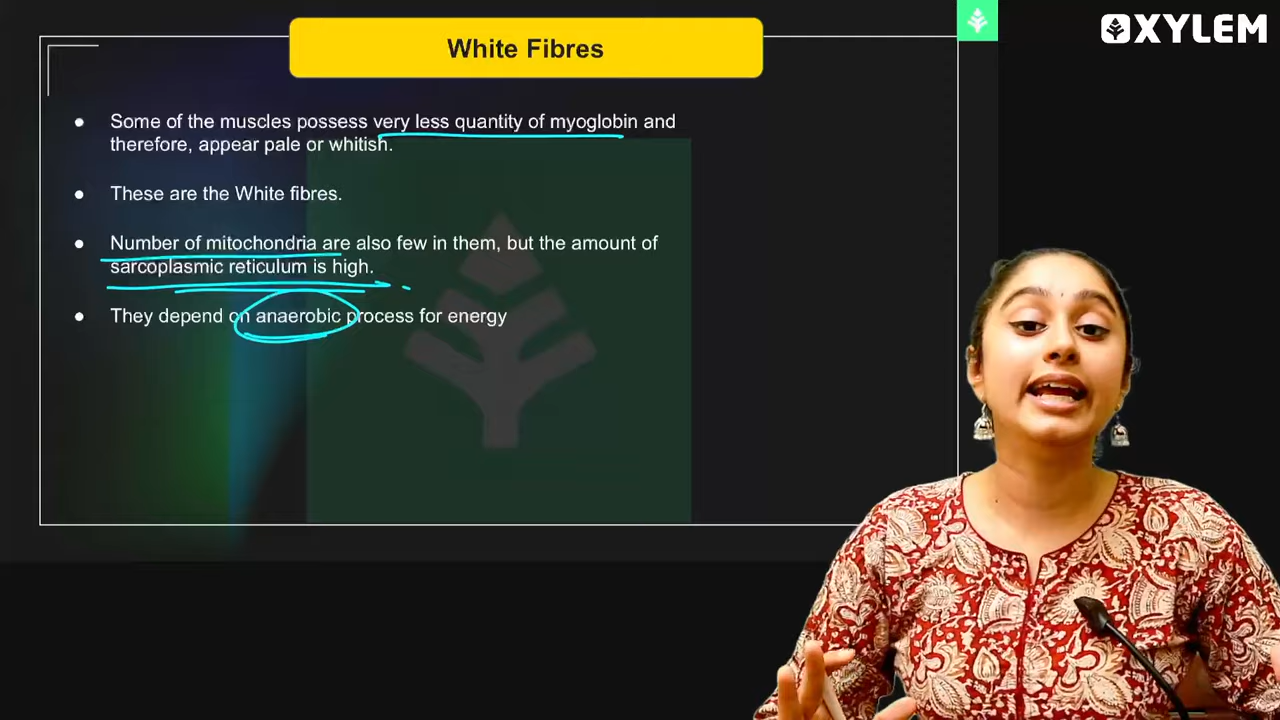 White Fibres
XYLEM
● Some of the muscles possess very less quantity of myoglobin and
therefore, appear pale or whitish.
● These are the White fibres.
● Number of mitochondria are also few in them, but the amount of
sarcoplasmic reticulum is high.
● They depend on anaerobic process for energy